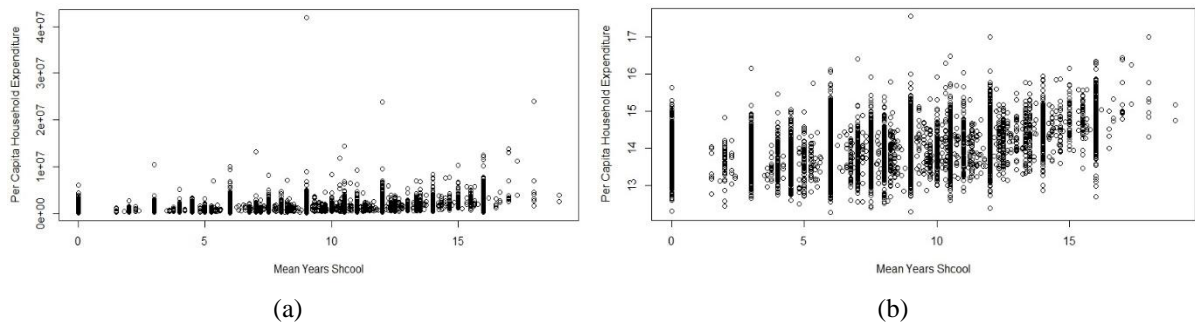 Per Capita Household Expenditure
4e+07
3e+07
2e+07
1e+07
0e+00
0 5 10 15
Mean Years Shcool
(a)
Per Capita Household Expenditure
17
16
15
14
13
0 5 10 15
Mean Years Shcool
(b)